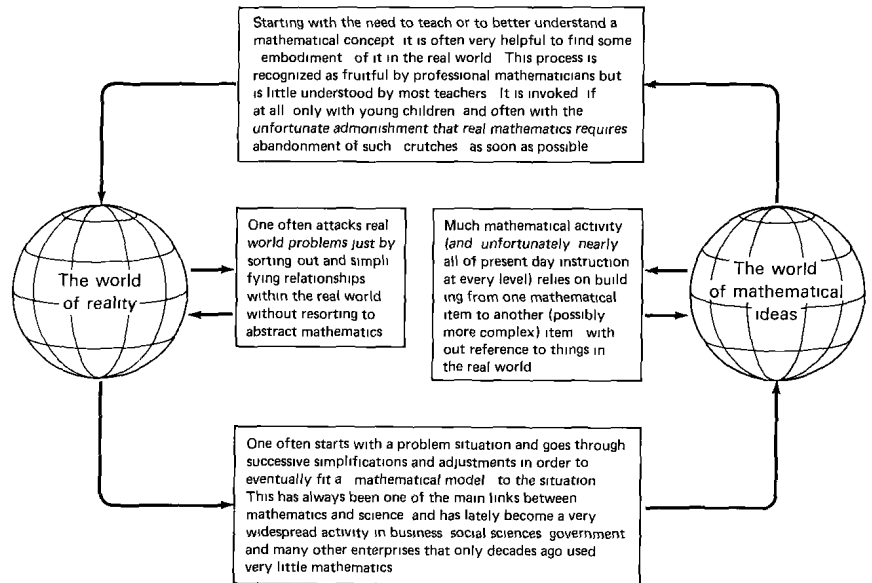 Starting with the need to teach or to better understand a
mathematical concept it is often very helpful to find some
embodiment of it in the real world This process is
recognized as fruitful by professional mathematicians but
is little understood by most teachers It is invoked if
at all only with young children and often with the
unfortunate admonishment that real mathematics requires
abandonment of such crutches as soon as possible
The world
of reality
One often attacks real
world problems just by
sorting out and simpli
fying relationships
within the real world
without resorting to
abstract mathematics
Much mathematical activity
(and unfortunately nearly
all of present day instruction
at every level) relies on build
ing from one mathematical
item to another (possibly
more complex) item with
out reference to things in
the real world
The world
of mathematical
ideas
One often starts with a problem situation and goes through
successive simplifications and adjustments in order to
eventually fit a mathematical model to the situation
This has always been one of the main links between
mathematics and science and has lately become a very
widespread activity in business social sciences government
and many other enterprises that only decades ago used
very little mathematics